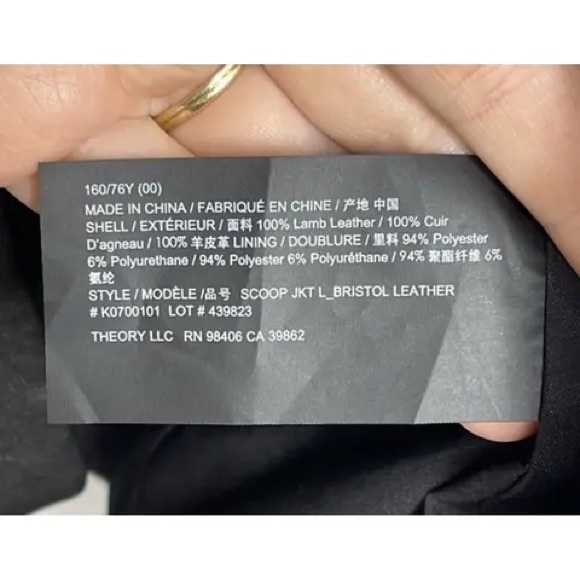 160/76Y (00)
MADE IN CHINA / FABRIQUÉ EN CHINE / 产地 中国
SHELL / EXTÉRIEUR / 面料 100% Lamb Leather / 100% Cuir
D'agneau / 100% 羊皮革 LINING / DOUBLURE / 里料 94% Polyester
6% Polyurethane / 94% Polyester 6% Polyuréthane / 94% 聚酯纤维 6%
氨纶
STYLE / MODÈLE /品号 SCOOP JKT L_BRISTOL LEATHER
# K0700101 LOT # 439823
THEORY LLC RN 98406 CA 39862